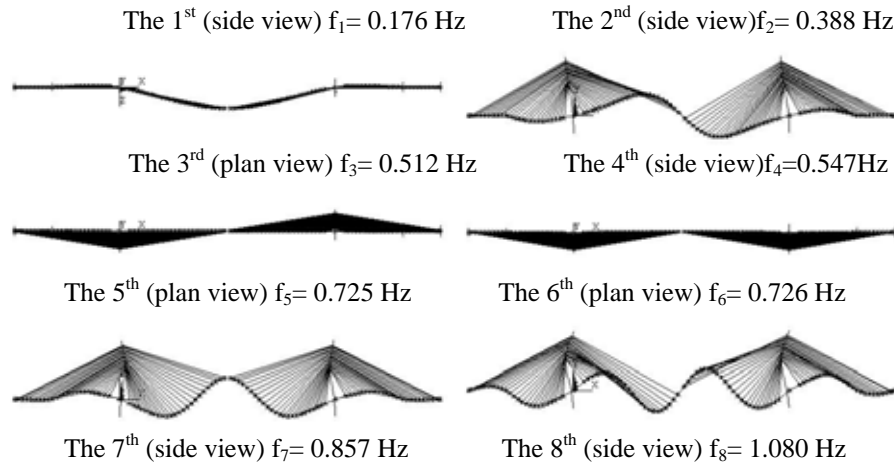 The 1st (side view) f1= 0.176 Hz
The 2nd (side view)f2= 0.388 Hz
The 3rd (plan view) f3= 0.512 Hz
The 4th (side view)f4=0.547Hz
The 5th (plan view) f5= 0.725 Hz
The 6th (plan view) f6= 0.726 Hz
The 7th (side view) f7= 0.857 Hz
The 8th (side view) f8= 1.080 Hz